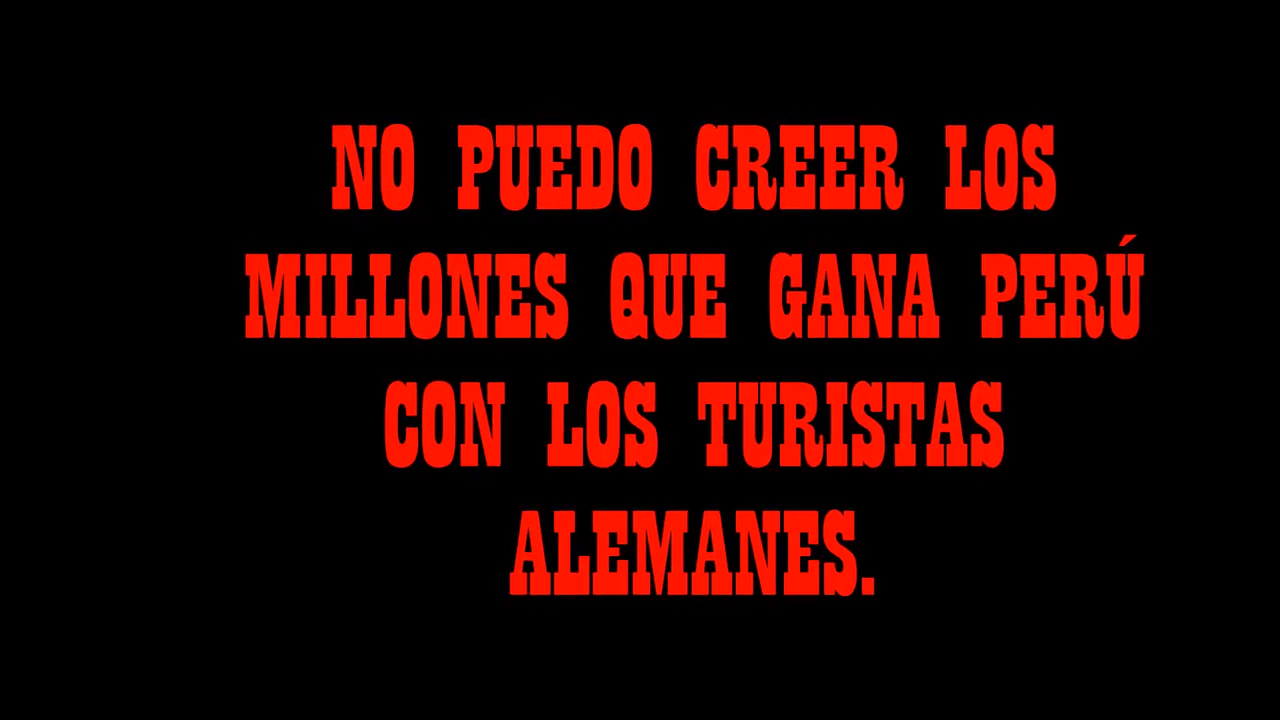 NO PUEDO CREER LOS
MILLONES QUE GANA PERÚ
CON LOS TURISTAS
ALEMANES.